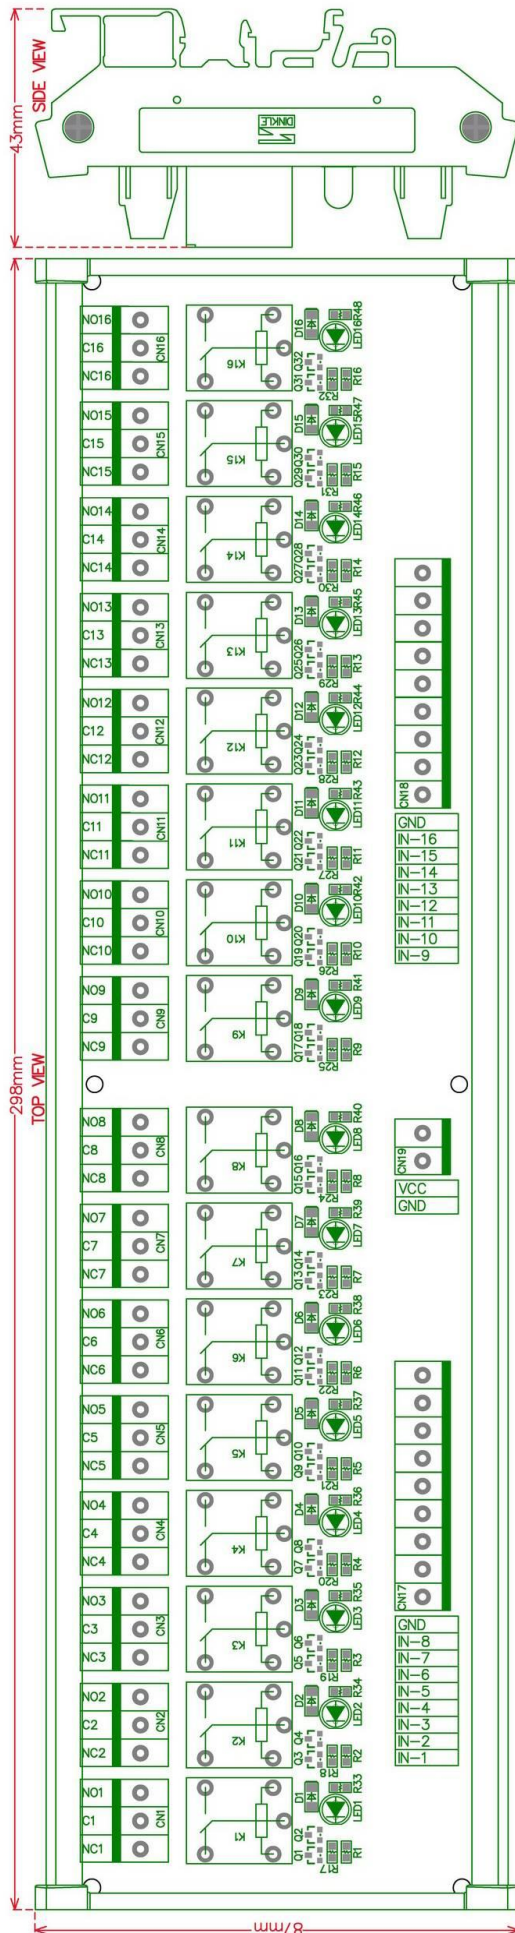 SIDE VIEW
43mm
DINKLE
298mm
TOP VIEW
NO16
C16
NC16
CN16
K16
D16
LED16
R48
Q32
Q31
R32
R16
NO15
C15
NC15
CN15
K15
D15
LED15
R47
Q30
Q29
R31
R15
NO14
C14
NC14
CN14
K14
D14
LED14
R46
Q28
Q27
R30
R14
NO13
C13
NC13
CN13
K13
D13
LED13
R45
Q26
Q25
R29
R13
NO12
C12
NC12
CN12
K12
D12
LED12
R44
Q24
Q23
R28
R12
NO11
C11
NC11
CN11
K11
D11
LED11
R43
Q22
Q21
R27
R11
NO10
C10
NC10
CN10
K10
D10
LED10
R42
Q20
Q19
R26
R10
NO9
C9
NC9
CN9
K9
D9
LED9
R41
Q18
Q17
R25
R9
CN18
GND
IN-16
IN-15
IN-14
IN-13
IN-12
IN-11
IN-10
IN-9
NO8
C8
NC8
CN8
K8
D8
LED8
R40
Q16
Q15
R24
R8
CN19
VCC
GND
NO7
C7
NC7
CN7
K7
D7
LED7
R39
Q14
Q13
R23
R7
NO6
C6
NC6
CN6
K6
D6
LED6
R38
Q12
Q11
R22
R6
NO5
C5
NC5
CN5
K5
D5
LED5
R37
Q10
Q9
R21
R5
NO4
C4
NC4
CN4
K4
D4
LED4
R36
Q8
Q7
R20
R4
NO3
C3
NC3
CN3
K3
D3
LED3
R35
Q6
Q5
R19
R3
NO2
C2
NC2
CN2
K2
D2
LED2
R34
Q4
Q3
R18
R2
NO1
C1
NC1
CN1
K1
D1
LED1
R33
Q2
Q1
R17
R1
CN17
GND
IN-8
IN-7
IN-6
IN-5
IN-4
IN-3
IN-2
IN-1
87mm